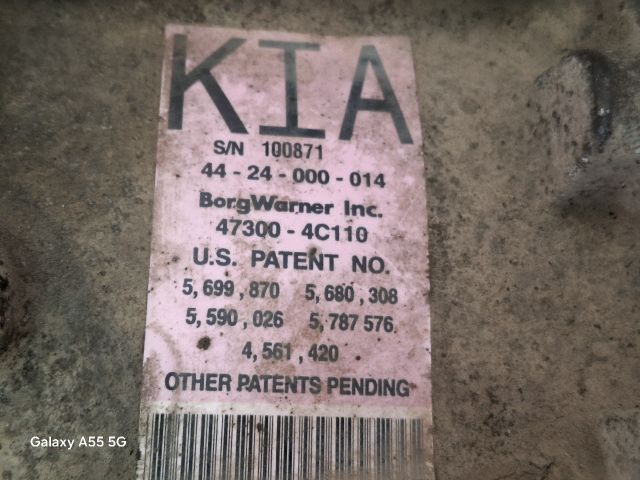 KIA
S/N 100871
44 - 24 - 000 - 014
BorgWarner Inc.
47300 - 4C110
U.S. PATENT NO.
5, 699 , 870 5, 680 , 308
5, 590 , 026 5, 787 576
4, 561 , 420
OTHER PATENTS PENDING
Galaxy A55 5G